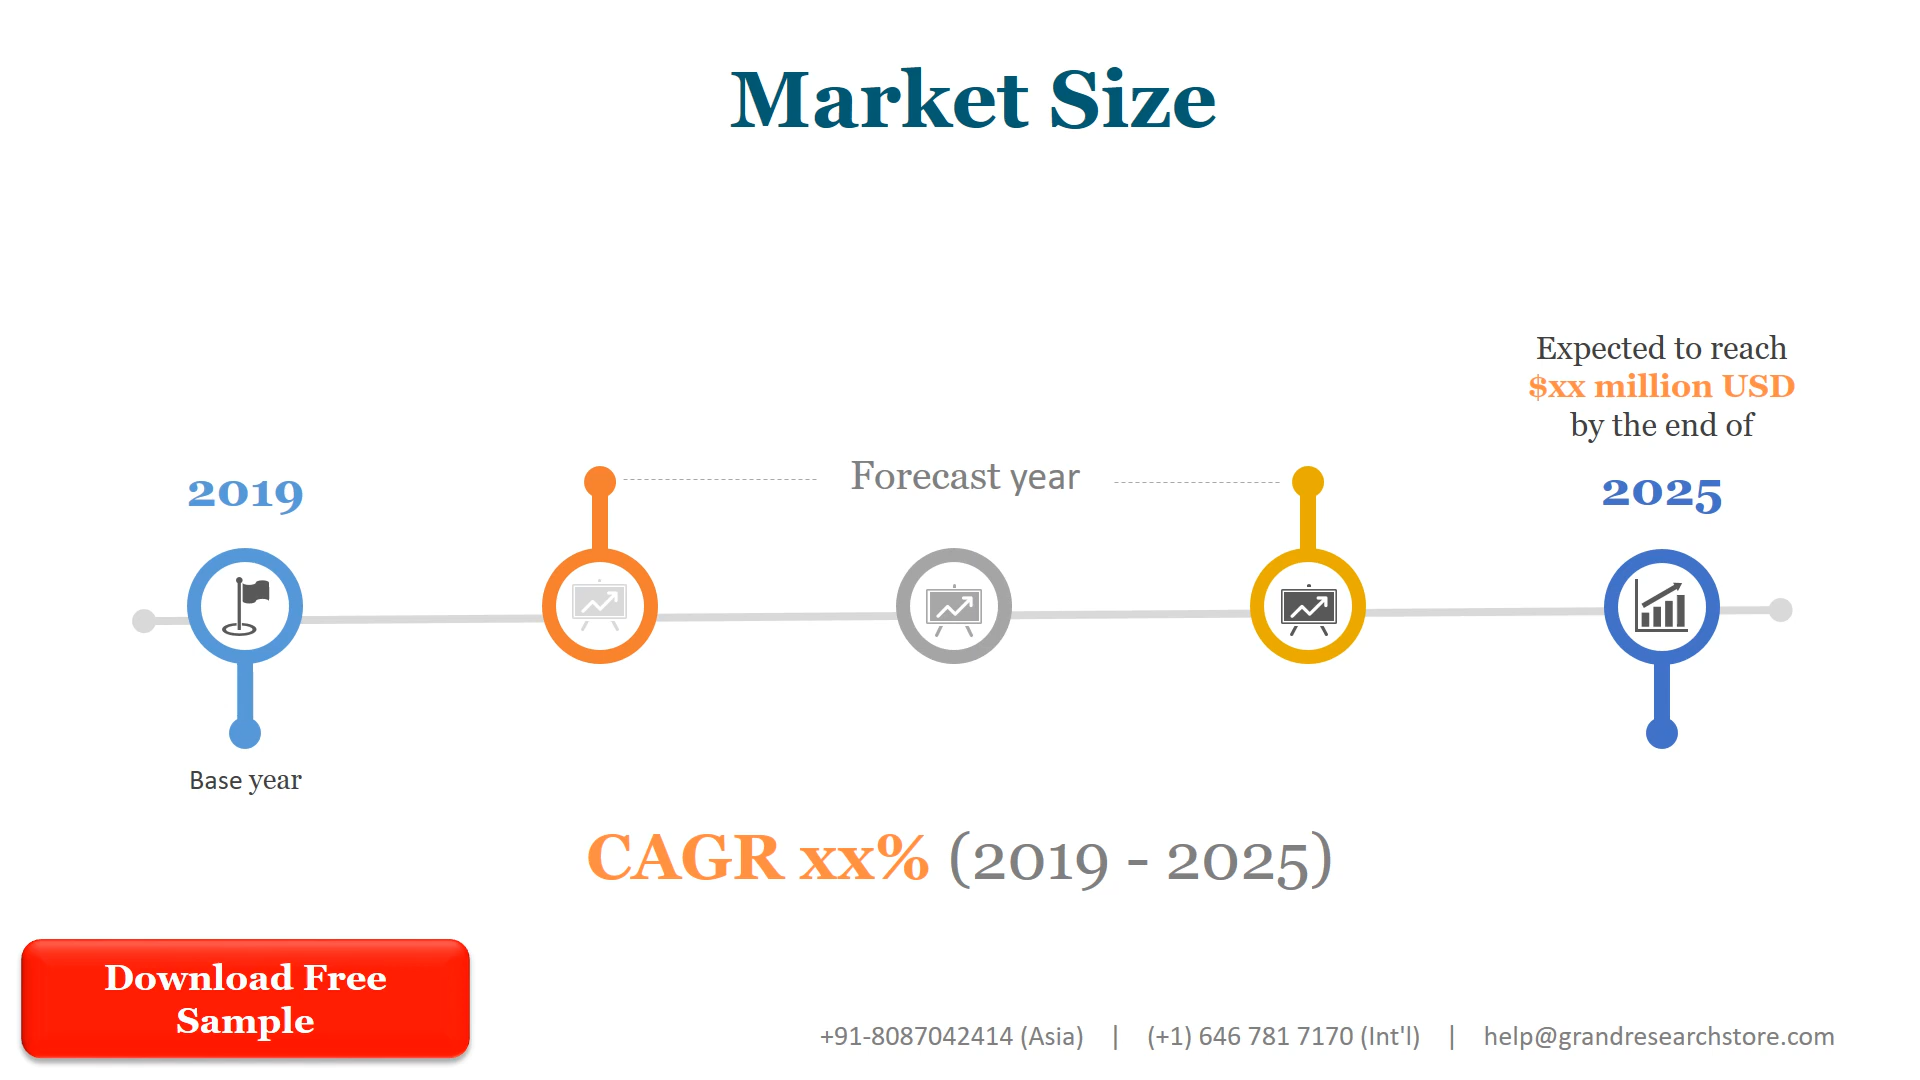 Market Size
Expected to reach
$xx million USD
by the end of
2019
Forecast year
2025
Base year
CAGR xx% (2019 - 2025)
Download Free
Sample
+91-8087042414 (Asia) | (+1) 646 781 7170 (Int'l) | help@grandresearchstore.com